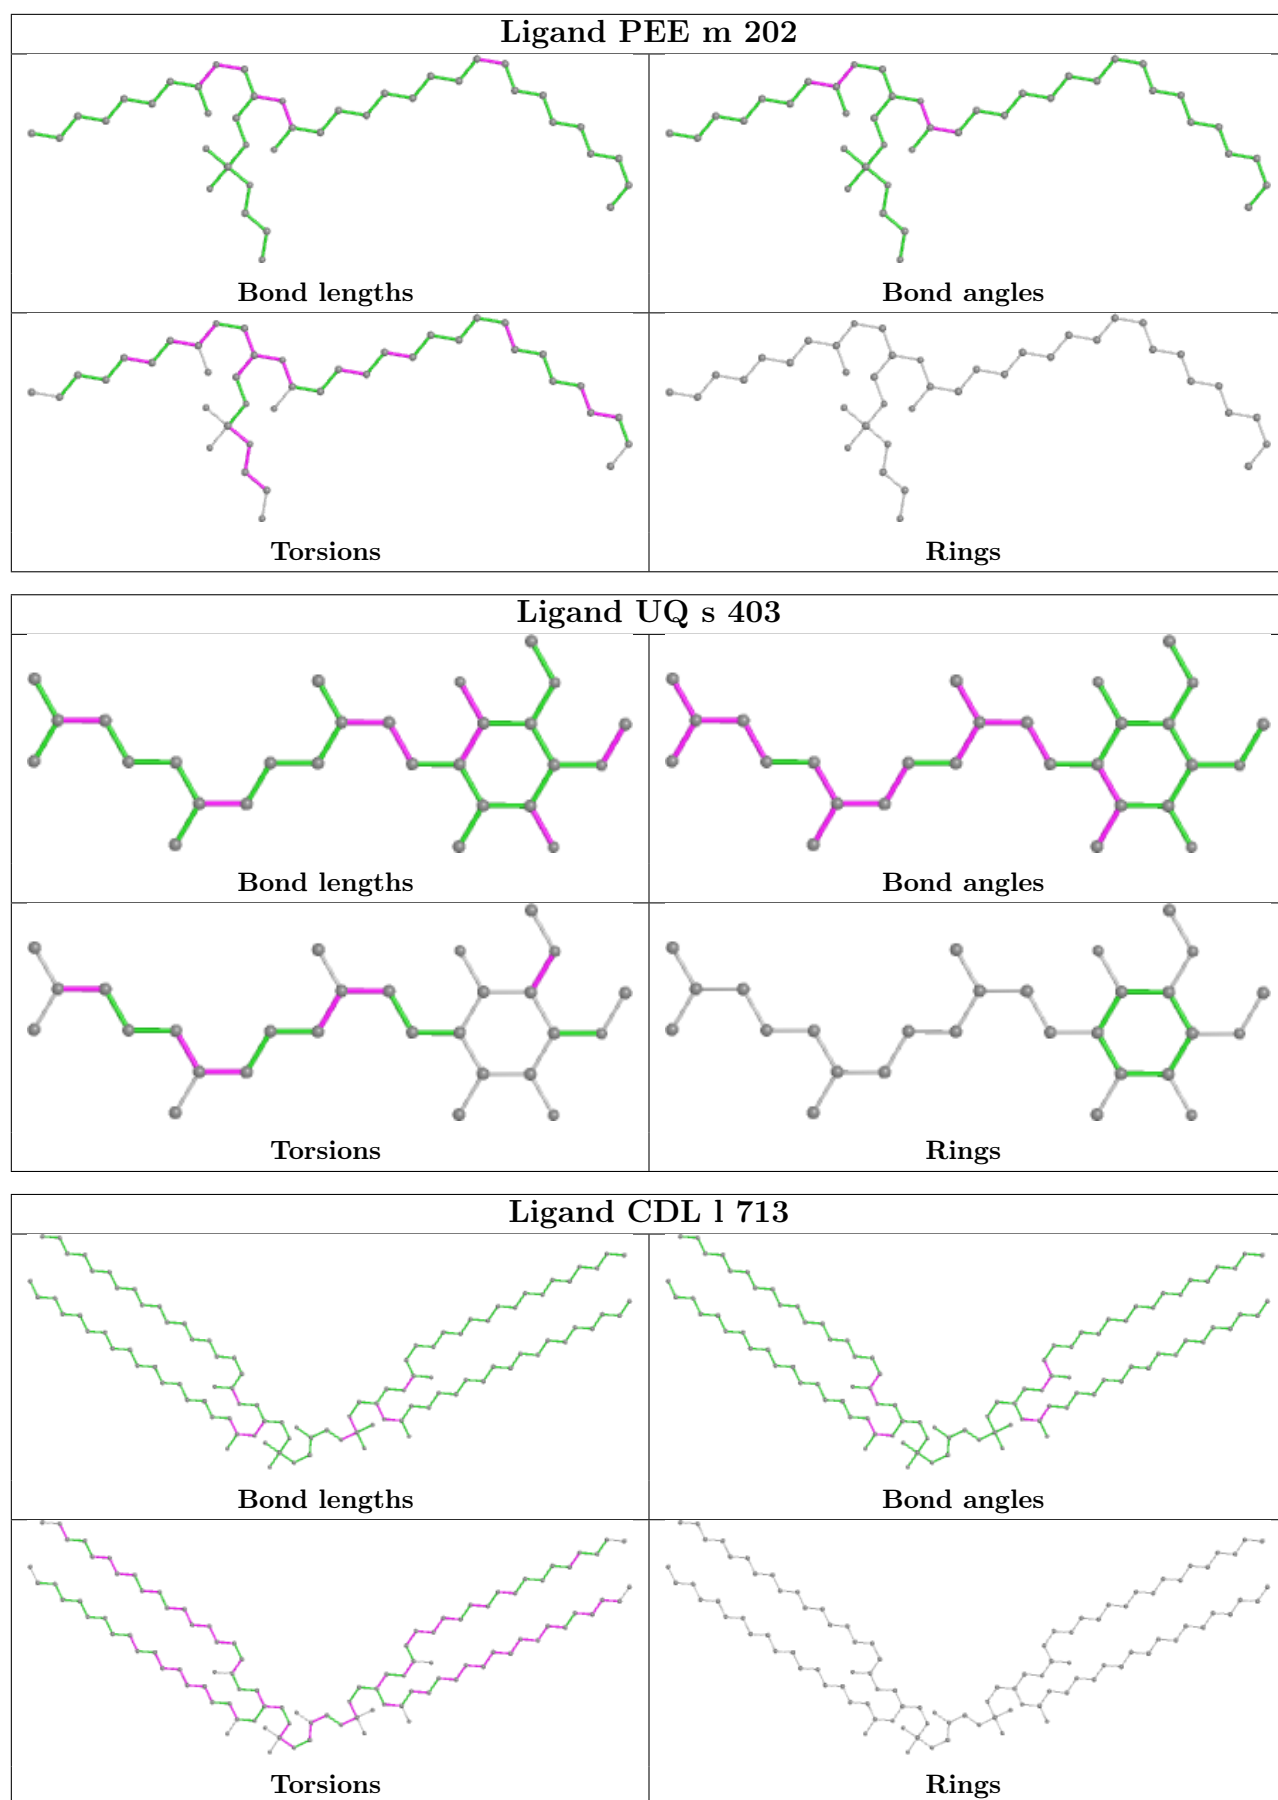 Ligand PEE m 202
Bond lengths
Bond angles
Torsions
Rings
Ligand UQ s 403
Bond lengths
Bond angles
Torsions
Rings
Ligand CDL l 713
Bond lengths
Bond angles
Torsions
Rings